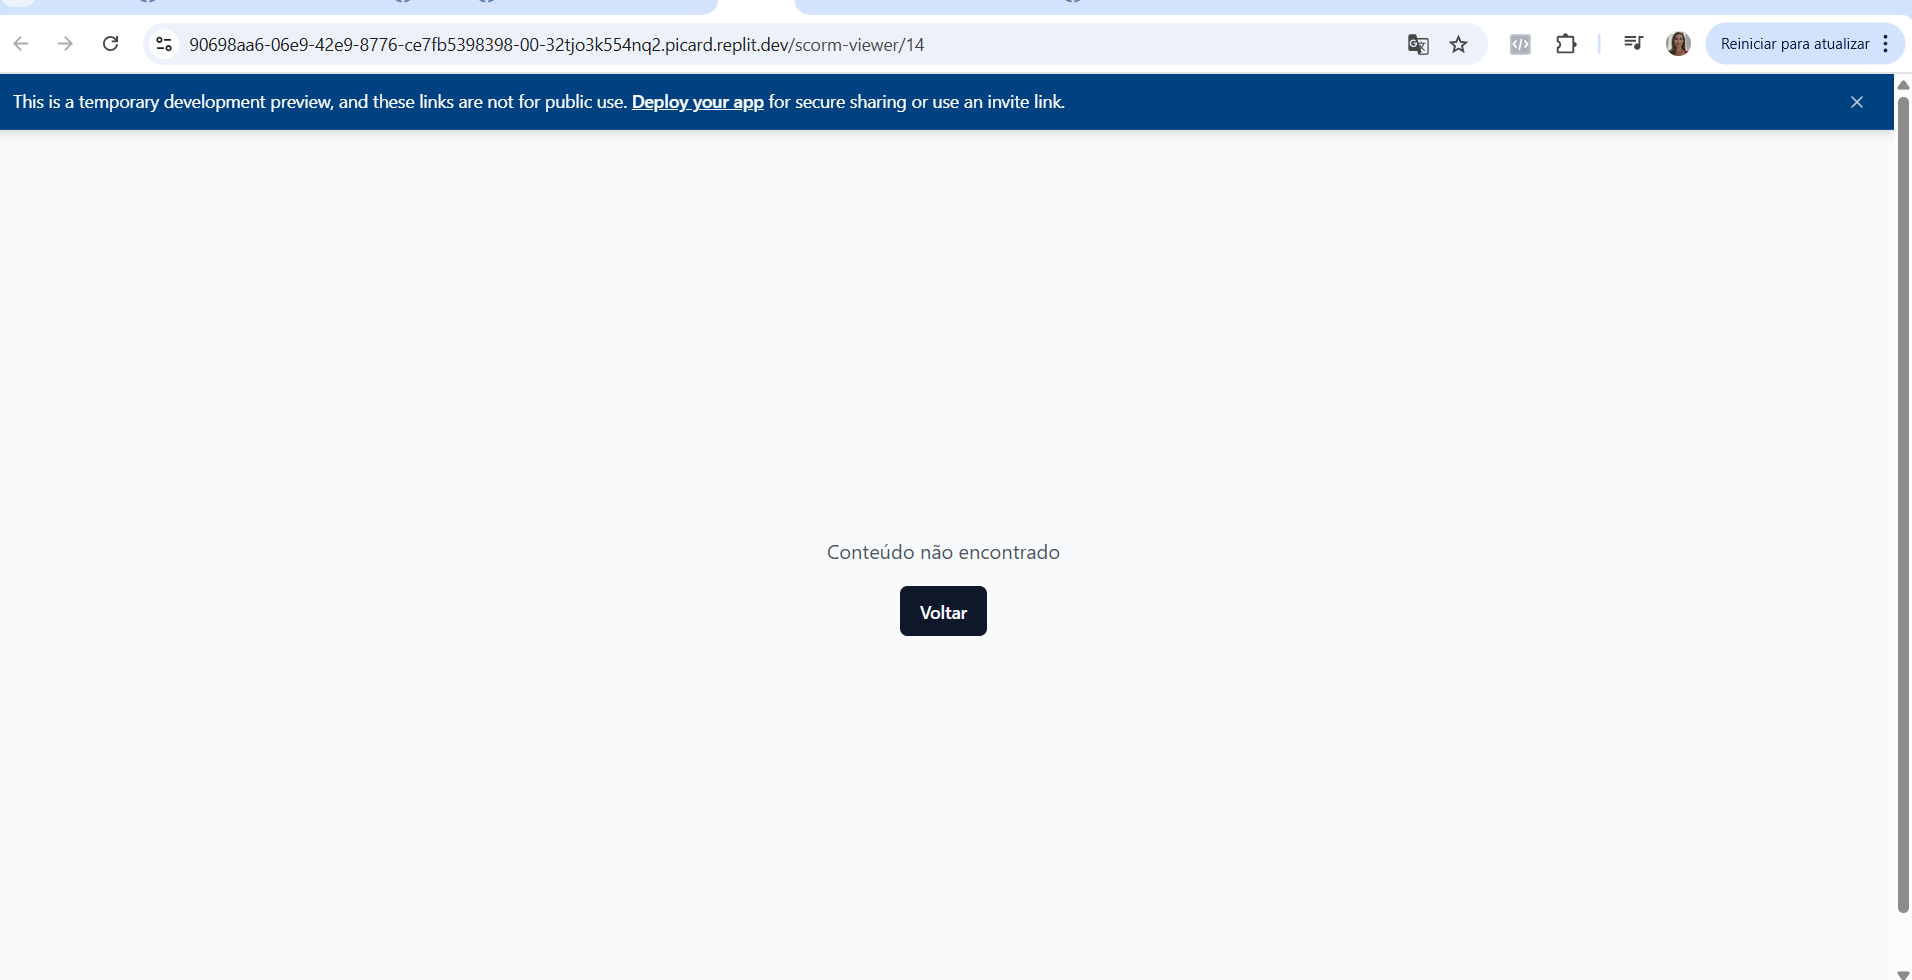 90698aa6-06e9-42e9-8776-ce7fb5398398-00-32tjo3k554nq2.picard.replit.dev/scorm-viewer/14
Reiniciar para atualizar
This is a temporary development preview, and these links are not for public use. Deploy your app for secure sharing or use an invite link.
Conteúdo não encontrado
Voltar